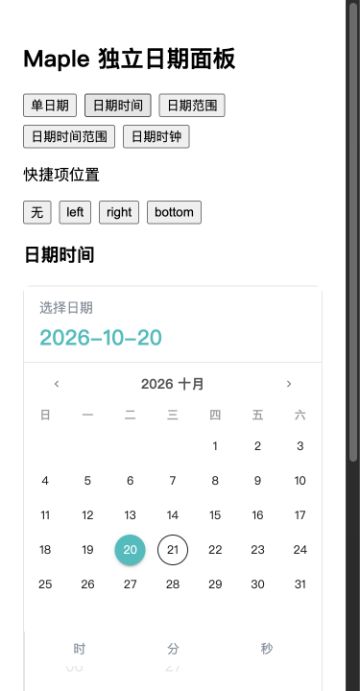 Maple 独立日期面板
单日期 日期时间 日期范围
日期时间范围 日期时钟
快捷项位置
无 left right bottom
日期时间
选择日期
2026-10-20
‹ 2026 十月 ›
日 一 二 三 四 五 六
1 2 3
4 5 6 7 8 9 10
11 12 13 14 15 16 17
18 19 20 21 22 23 24
25 26 27 28 29 30 31
时 分 秒